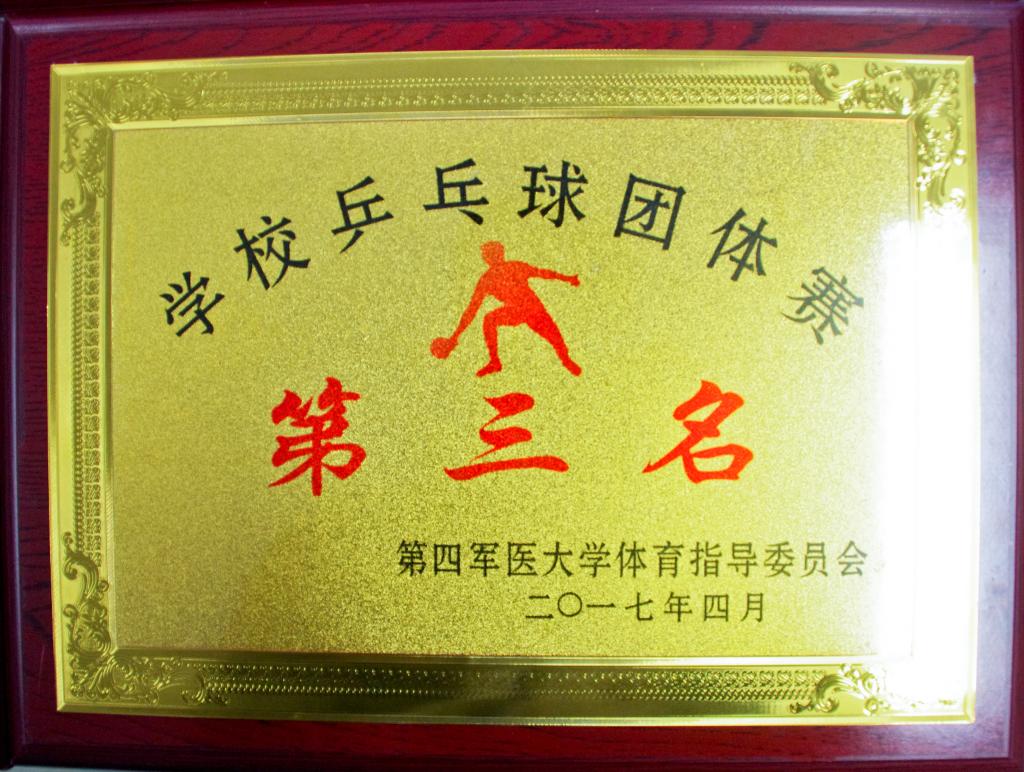 学校乒乓球团体赛
第三名
第四军医大学体育指导委员会
二〇一七年四月